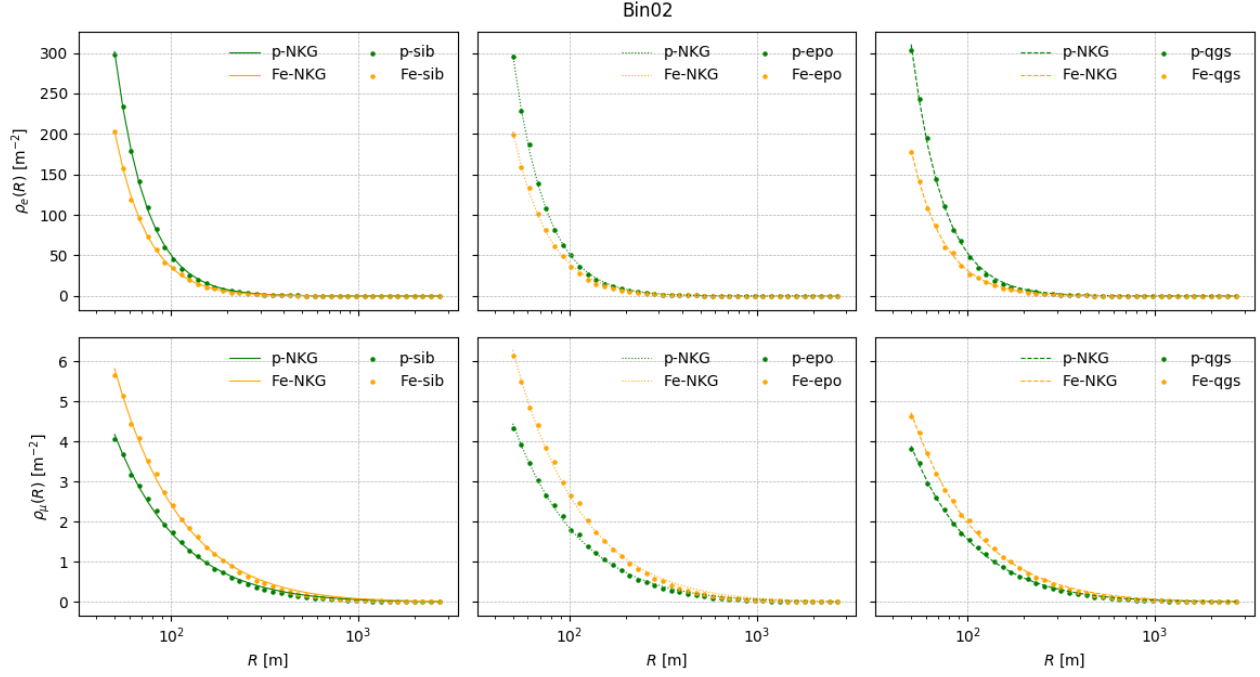 Bin02
p-NKG p-sib
Fe-NKG Fe-sib
p-NKG p-epo
Fe-NKG Fe-epo
p-NKG p-qgs
Fe-NKG Fe-qgs
300
250
200
150
100
50
0
ρₑ(R) [m⁻²]
p-NKG p-sib
Fe-NKG Fe-sib
p-NKG p-epo
Fe-NKG Fe-epo
p-NKG p-qgs
Fe-NKG Fe-qgs
6
5
4
3
2
1
0
ρ_μ(R) [m⁻²]
10² 10³
10² 10³
10² 10³
R [m]
R [m]
R [m]